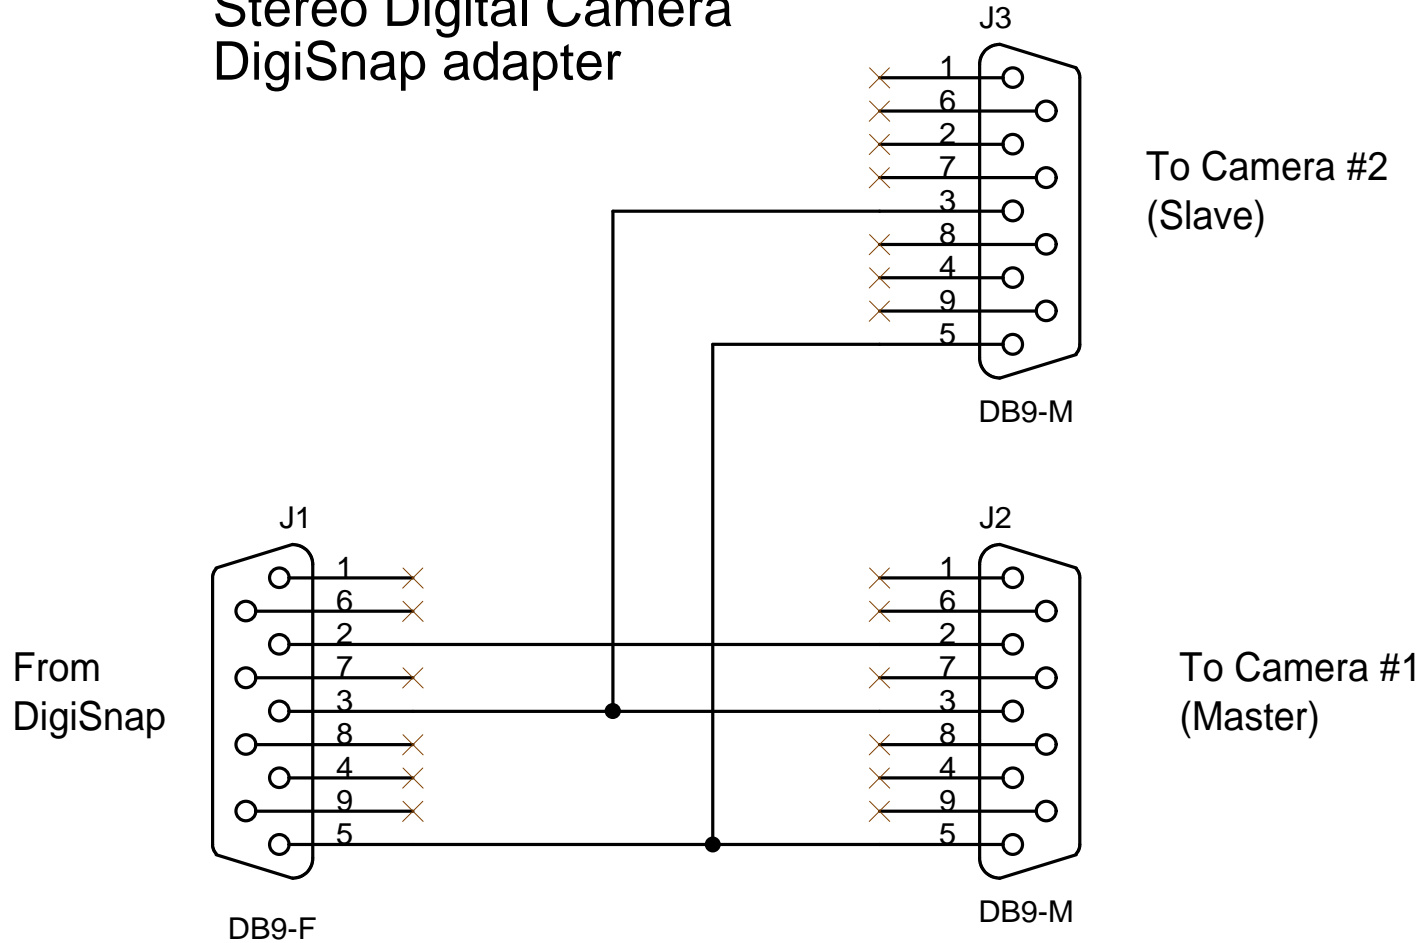 Stereo Digital Camera
DigiSnap adapter
J3
1
6
2
7
3
8
4
9
5
To Camera #2
(Slave)
DB9-M
J1
1
6
2
7
3
8
4
9
5
From
DigiSnap
DB9-F
J2
1
6
2
7
3
8
4
9
5
To Camera #1
(Master)
DB9-M